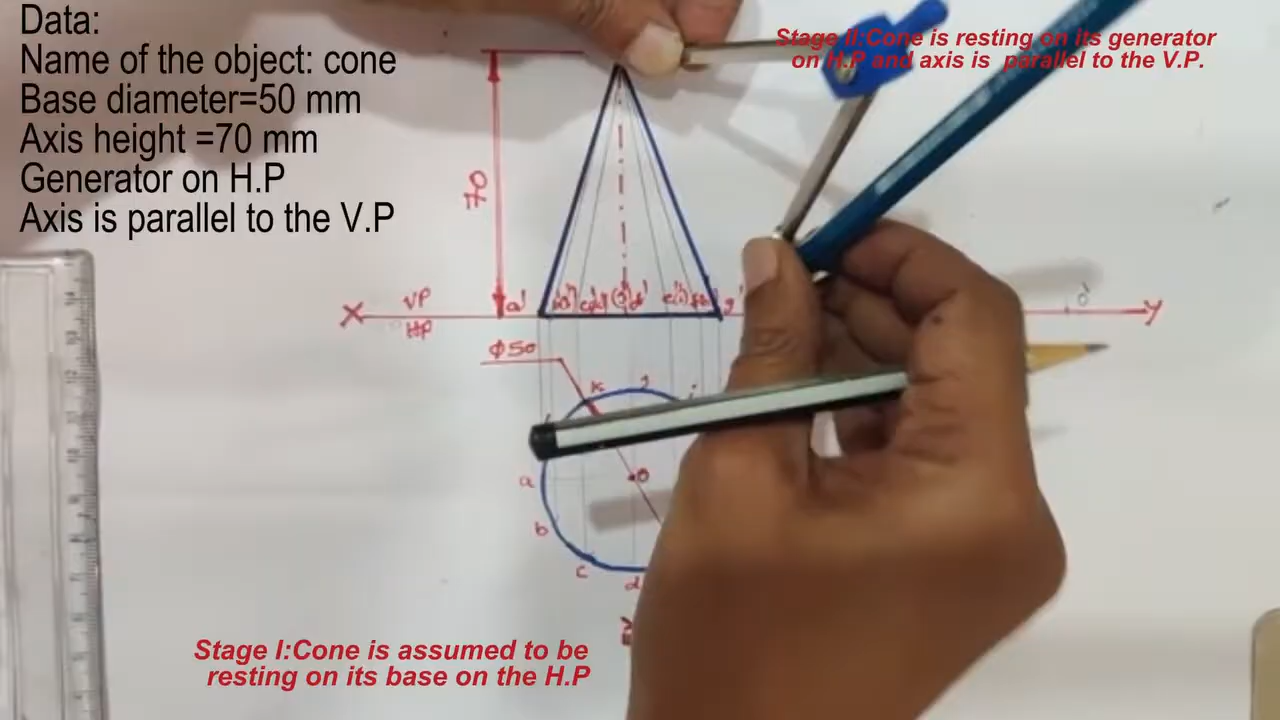 Data:
Name of the object: cone
Base diameter=50 mm
Axis height =70 mm
Generator on H.P
Axis is parallel to the V.P
Stage II:Cone is resting on its generator
on H.P and axis is parallel to the V.P.
70
X
VP
HP
a'
g'
o'
Y
Φ50
k
j
i
a
o
b
c
d
Stage I:Cone is assumed to be
resting on its base on the H.P